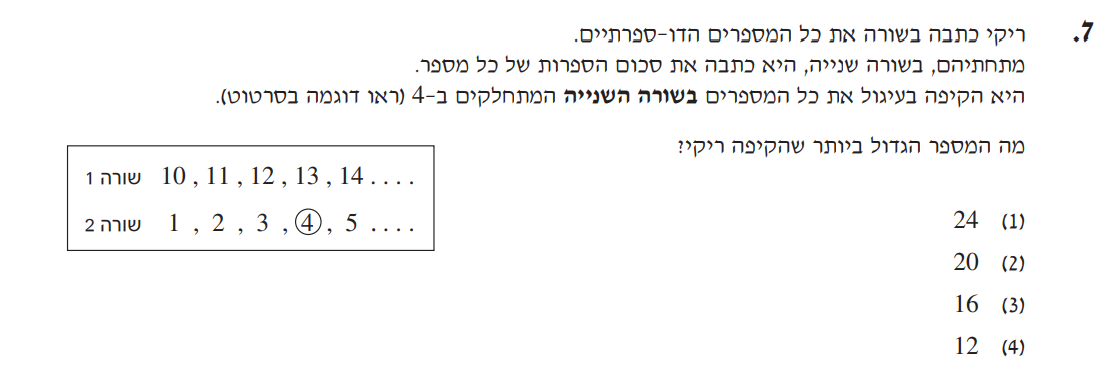 7. ריקי כתבה בשורה את כל המספרים הדו-ספרתיים.
מתחתיהם, בשורה שנייה, היא כתבה את סכום הספרות של כל מספר.
היא הקיפה בעיגול את כל המספרים בשורה השנייה המתחלקים ב-4 (ראו דוגמה בסרטוט).
מה המספר הגדול ביותר שהקיפה ריקי?
שורה 1 10 , 11 , 12 , 13 , 14 . . . .
שורה 2 1 , 2 , 3 , 4 , 5 . . . .
(1) 24
(2) 20
(3) 16
(4) 12